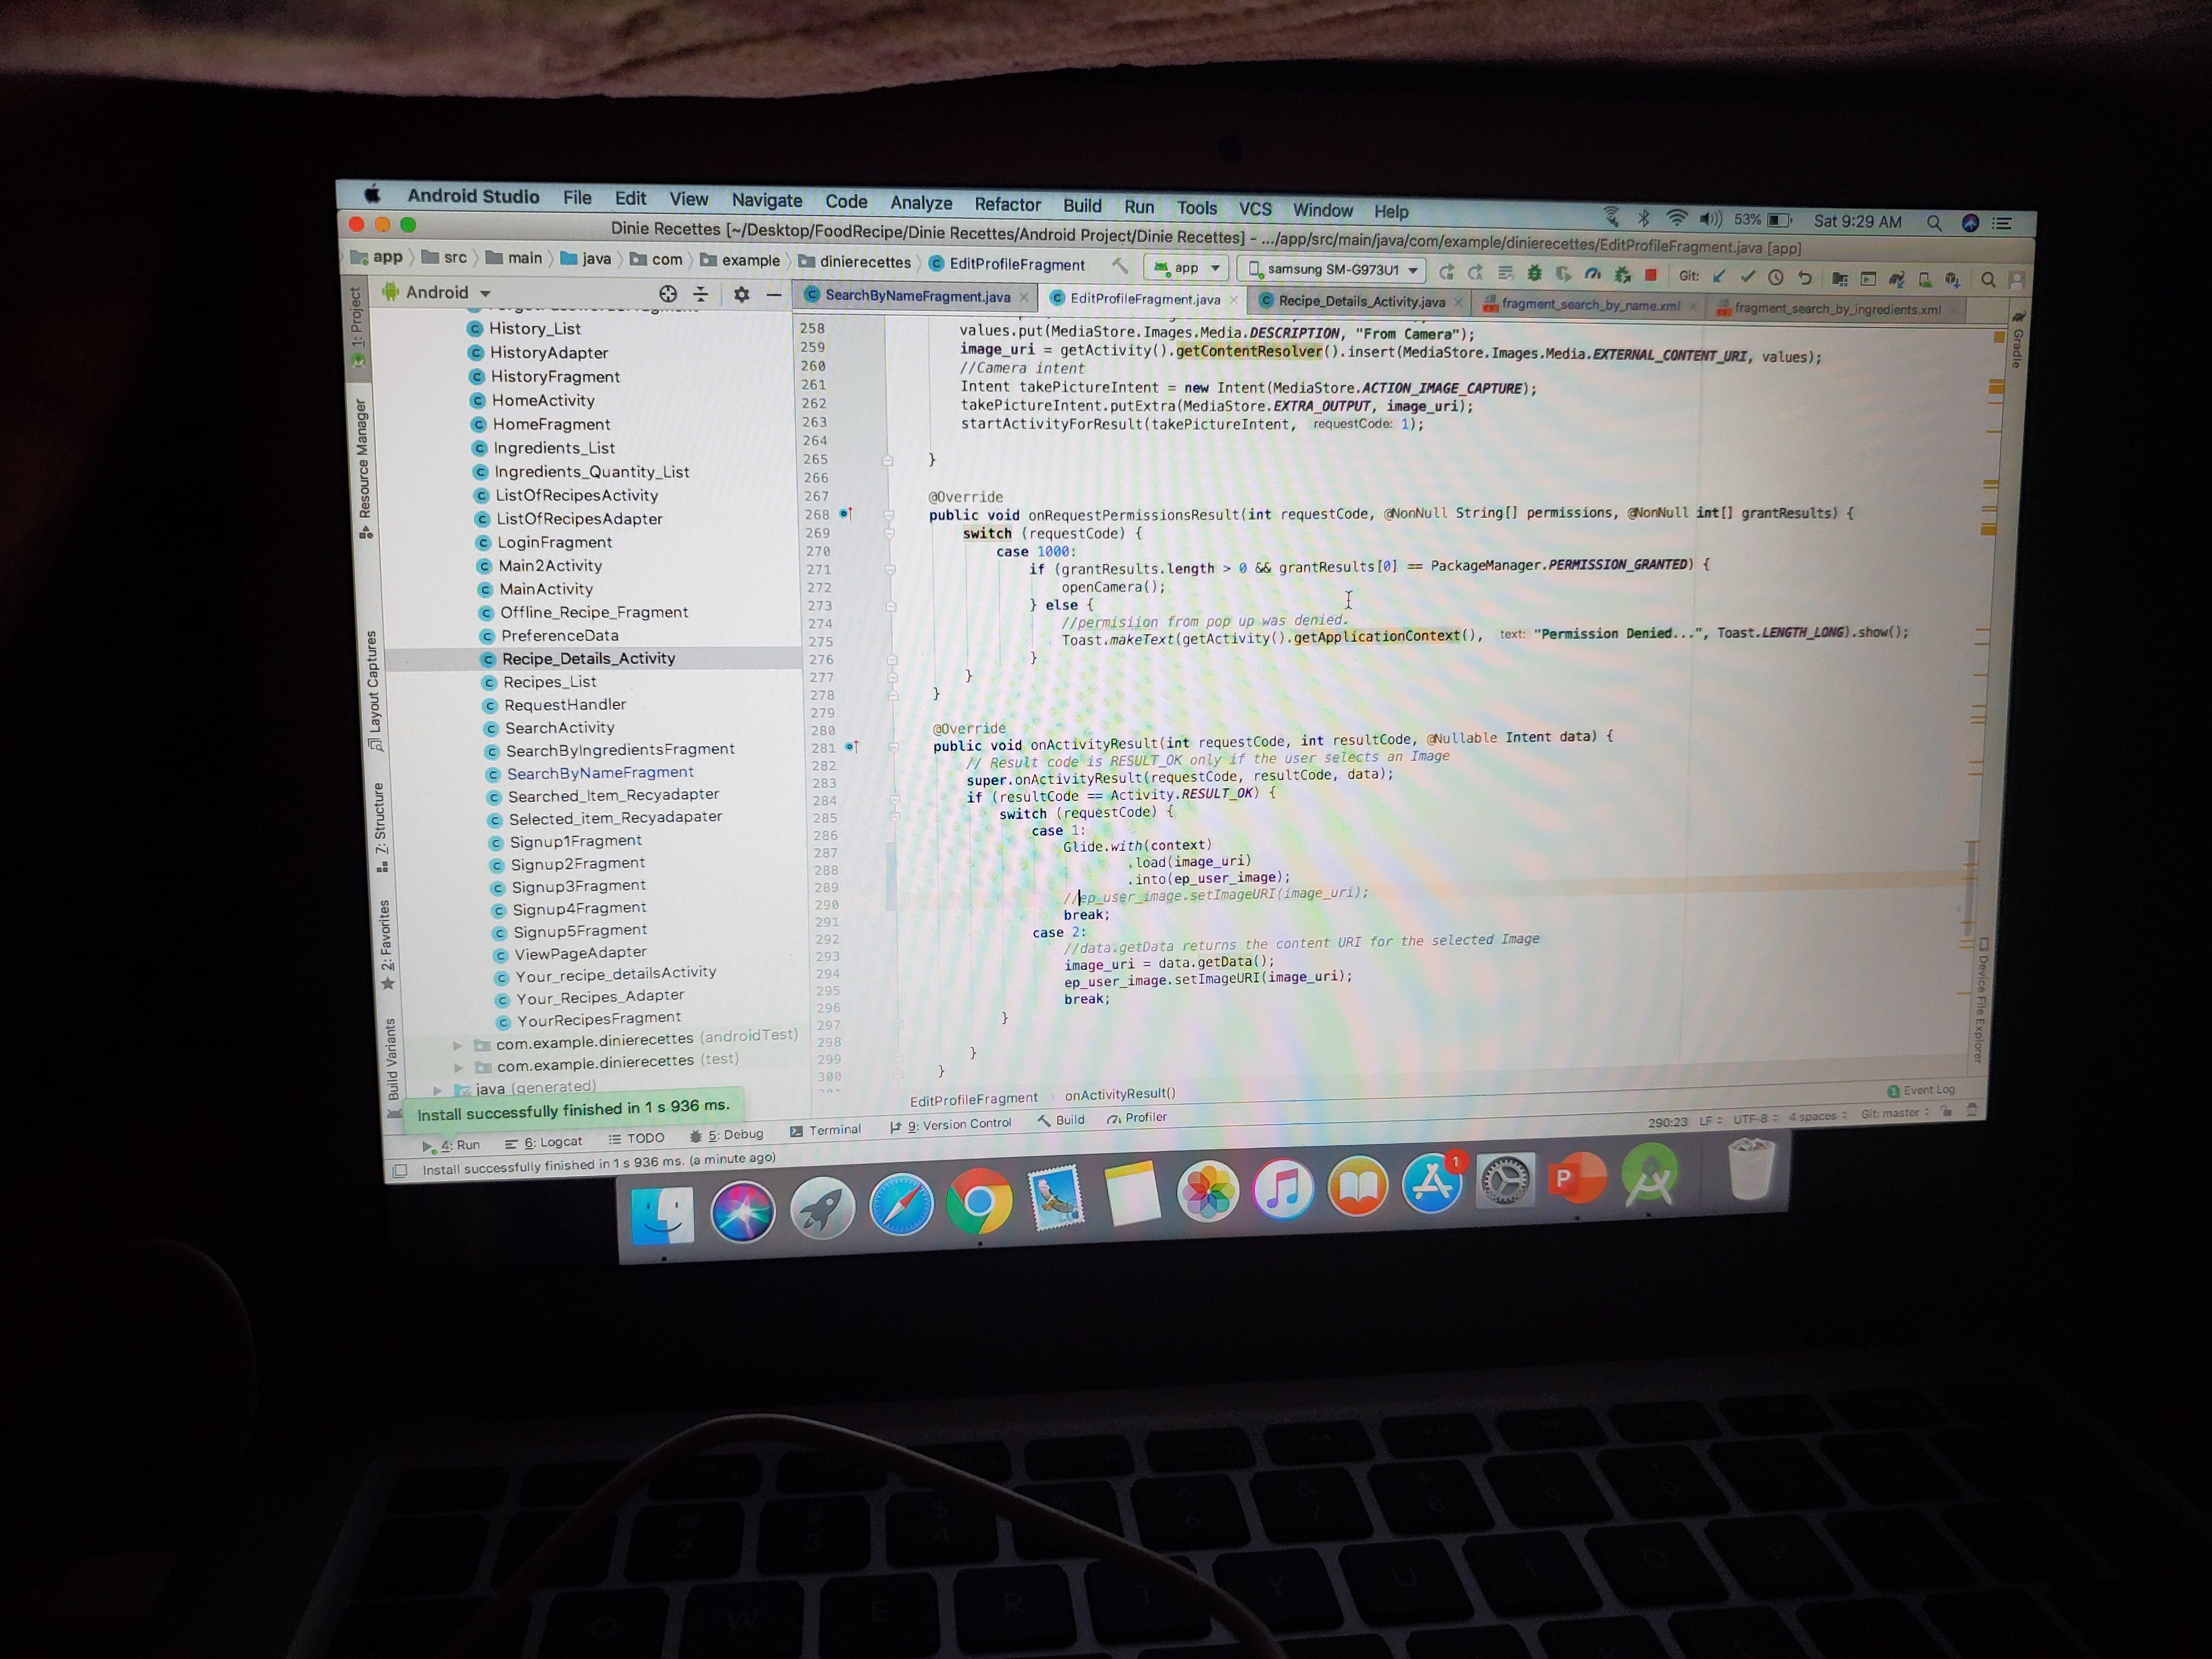 Android Studio File Edit View Navigate Code Analyze Refactor Build Run Tools VCS Window Help 53% Sat 9:29 AM
Dinie Recettes [~/Desktop/FoodRecipe/Dinie Recettes/Android Project/Dinie Recettes] - .../app/src/main/java/com/example/dinierecettes/EditProfileFragment.java [app]
app src main java com example dinierecettes EditProfileFragment app samsung SM-G973U1 Git:
Android
SearchByNameFragment.java EditProfileFragment.java Recipe_Details_Activity.java fragment_search_by_name.xml fragment_search_by_ingredients.xml
1: Project
Resource Manager
Layout Captures
7: Structure
2: Favorites
Build Variants
History_List
HistoryAdapter
HistoryFragment
HomeActivity
HomeFragment
Ingredients_List
Ingredients_Quantity_List
ListOfRecipesActivity
ListOfRecipesAdapter
LoginFragment
Main2Activity
MainActivity
Offline_Recipe_Fragment
PreferenceData
Recipe_Details_Activity
Recipes_List
RequestHandler
SearchActivity
SearchByIngredientsFragment
SearchByNameFragment
Searched_Item_Recyadapter
Selected_item_Recyadapater
Signup1Fragment
Signup2Fragment
Signup3Fragment
Signup4Fragment
Signup5Fragment
ViewPageAdapter
Your_recipe_detailsActivity
Your_Recipes_Adapter
YourRecipesFragment
com.example.dinierecettes (androidTest)
com.example.dinierecettes (test)
java (generated)
258 values.put(MediaStore.Images.Media.DESCRIPTION, "From Camera");
259 image_uri = getActivity().getContentResolver().insert(MediaStore.Images.Media.EXTERNAL_CONTENT_URI, values);
260 //Camera intent
261 Intent takePictureIntent = new Intent(MediaStore.ACTION_IMAGE_CAPTURE);
262 takePictureIntent.putExtra(MediaStore.EXTRA_OUTPUT, image_uri);
263 startActivityForResult(takePictureIntent, requestCode: 1);
264
265 }
266
267 @Override
268 public void onRequestPermissionsResult(int requestCode, @NonNull String[] permissions, @NonNull int[] grantResults) {
269 switch (requestCode) {
270 case 1000:
271 if (grantResults.length > 0 && grantResults[0] == PackageManager.PERMISSION_GRANTED) {
272 openCamera();
273 } else {
274 //permisiion from pop up was denied.
275 Toast.makeText(getActivity().getApplicationContext(), text: "Permission Denied...", Toast.LENGTH_LONG).show();
276 }
277 }
278 }
279
280 @Override
281 public void onActivityResult(int requestCode, int resultCode, @Nullable Intent data) {
282 // Result code is RESULT_OK only if the user selects an Image
283 super.onActivityResult(requestCode, resultCode, data);
284 if (resultCode == Activity.RESULT_OK) {
285 switch (requestCode) {
286 case 1:
287 Glide.with(context)
288 .load(image_uri)
289 .into(ep_user_image);
290 //ep_user_image.setImageURI(image_uri);
291 break;
292 case 2:
293 //data.getData returns the content URI for the selected Image
294 image_uri = data.getData();
295 ep_user_image.setImageURI(image_uri);
296 break;
297 }
298
299 }
300 }
EditProfileFragment onActivityResult()
Gradle
Device File Explorer
Install successfully finished in 1 s 936 ms.
4: Run 6: Logcat TODO 5: Debug Terminal 9: Version Control Build Profiler 1 Event Log
Install successfully finished in 1 s 936 ms. (a minute ago) 290:23 LF UTF-8 4 spaces Git: master
1
P
2 3 4 6 7
Q W E R T Y U